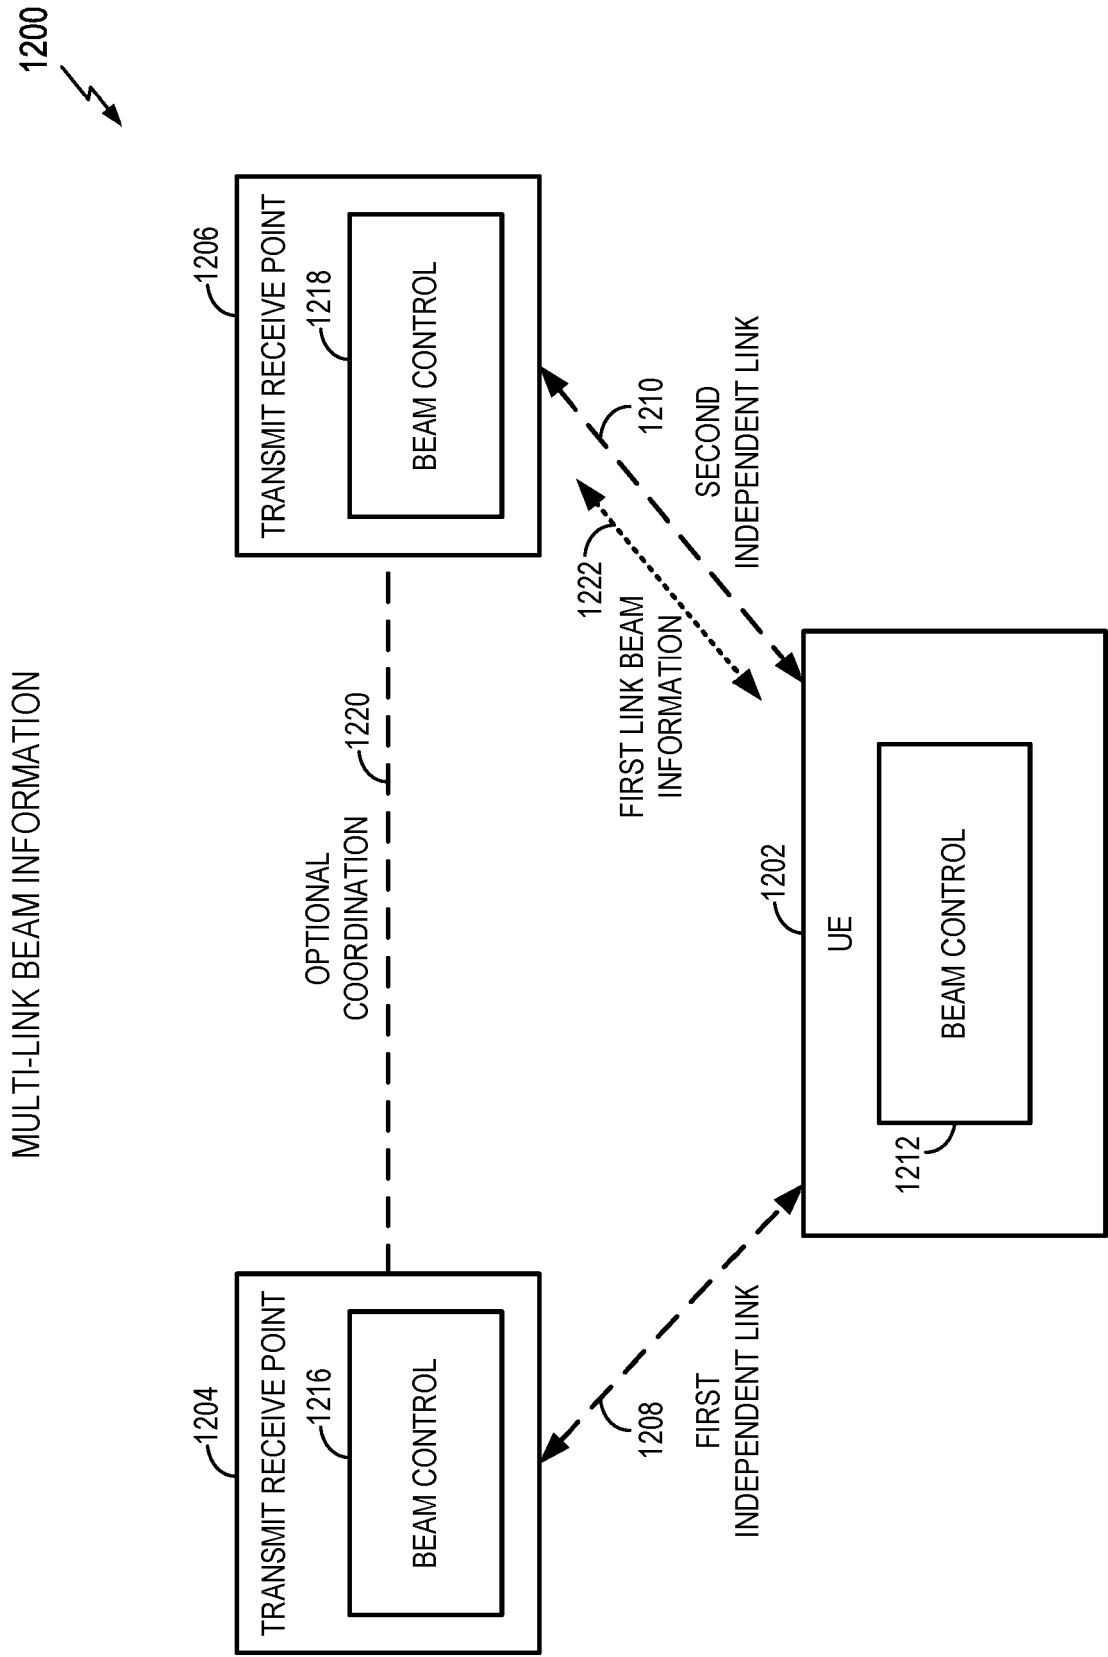 MULTI-LINK BEAM INFORMATION
1200
1204
TRANSMIT RECEIVE POINT
1216
BEAM CONTROL
OPTIONAL
COORDINATION
1220
1206
TRANSMIT RECEIVE POINT
1218
BEAM CONTROL
1208
FIRST
INDEPENDENT LINK
1222
FIRST LINK BEAM
INFORMATION
1210
SECOND
INDEPENDENT LINK
1202
UE
1212
BEAM CONTROL